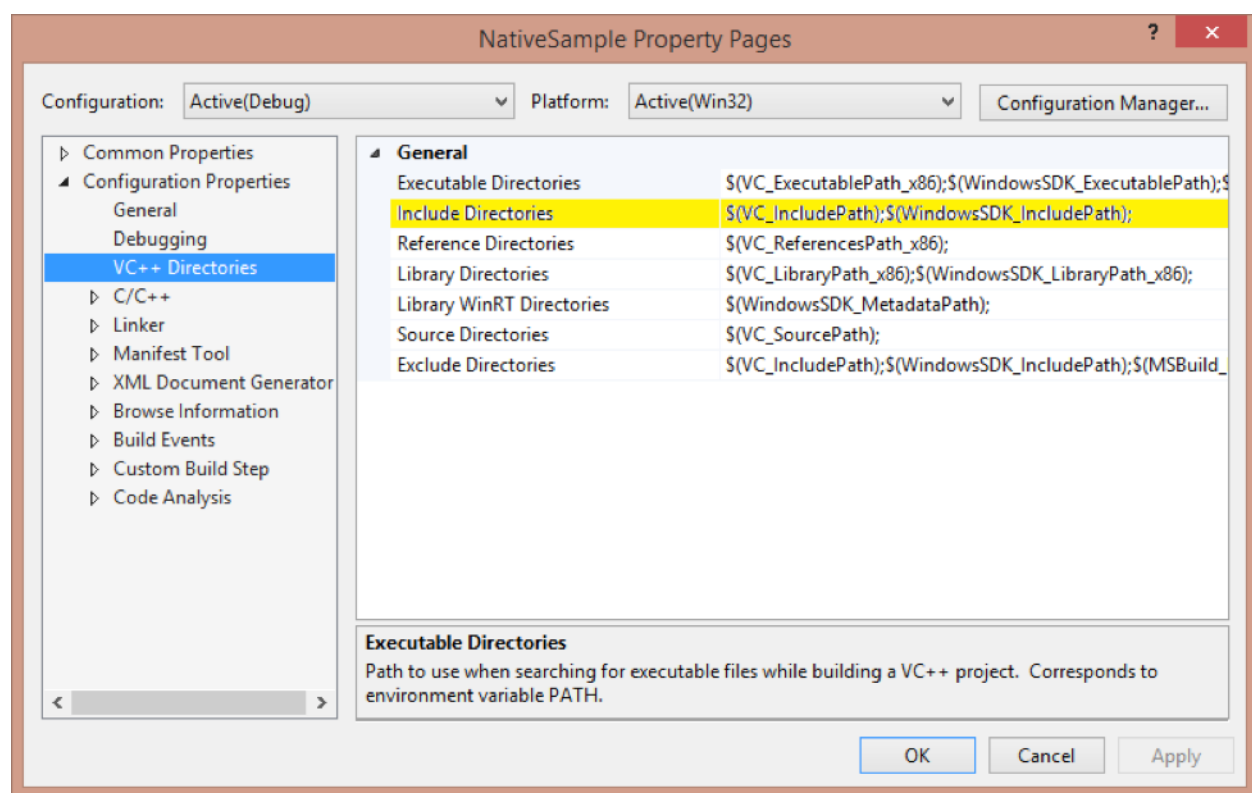 NativeSample Property Pages
? ×
Configuration: Active(Debug) Platform: Active(Win32) Configuration Manager...
Common Properties
Configuration Properties
General
Debugging
VC++ Directories
C/C++
Linker
Manifest Tool
XML Document Generator
Browse Information
Build Events
Custom Build Step
Code Analysis
General
Executable Directories $(VC_ExecutablePath_x86);$(WindowsSDK_ExecutablePath);$
Include Directories $(VC_IncludePath);$(WindowsSDK_IncludePath);
Reference Directories $(VC_ReferencesPath_x86);
Library Directories $(VC_LibraryPath_x86);$(WindowsSDK_LibraryPath_x86);
Library WinRT Directories $(WindowsSDK_MetadataPath);
Source Directories $(VC_SourcePath);
Exclude Directories $(VC_IncludePath);$(WindowsSDK_IncludePath);$(MSBuild_
Executable Directories
Path to use when searching for executable files while building a VC++ project. Corresponds to
environment variable PATH.
OK Cancel Apply